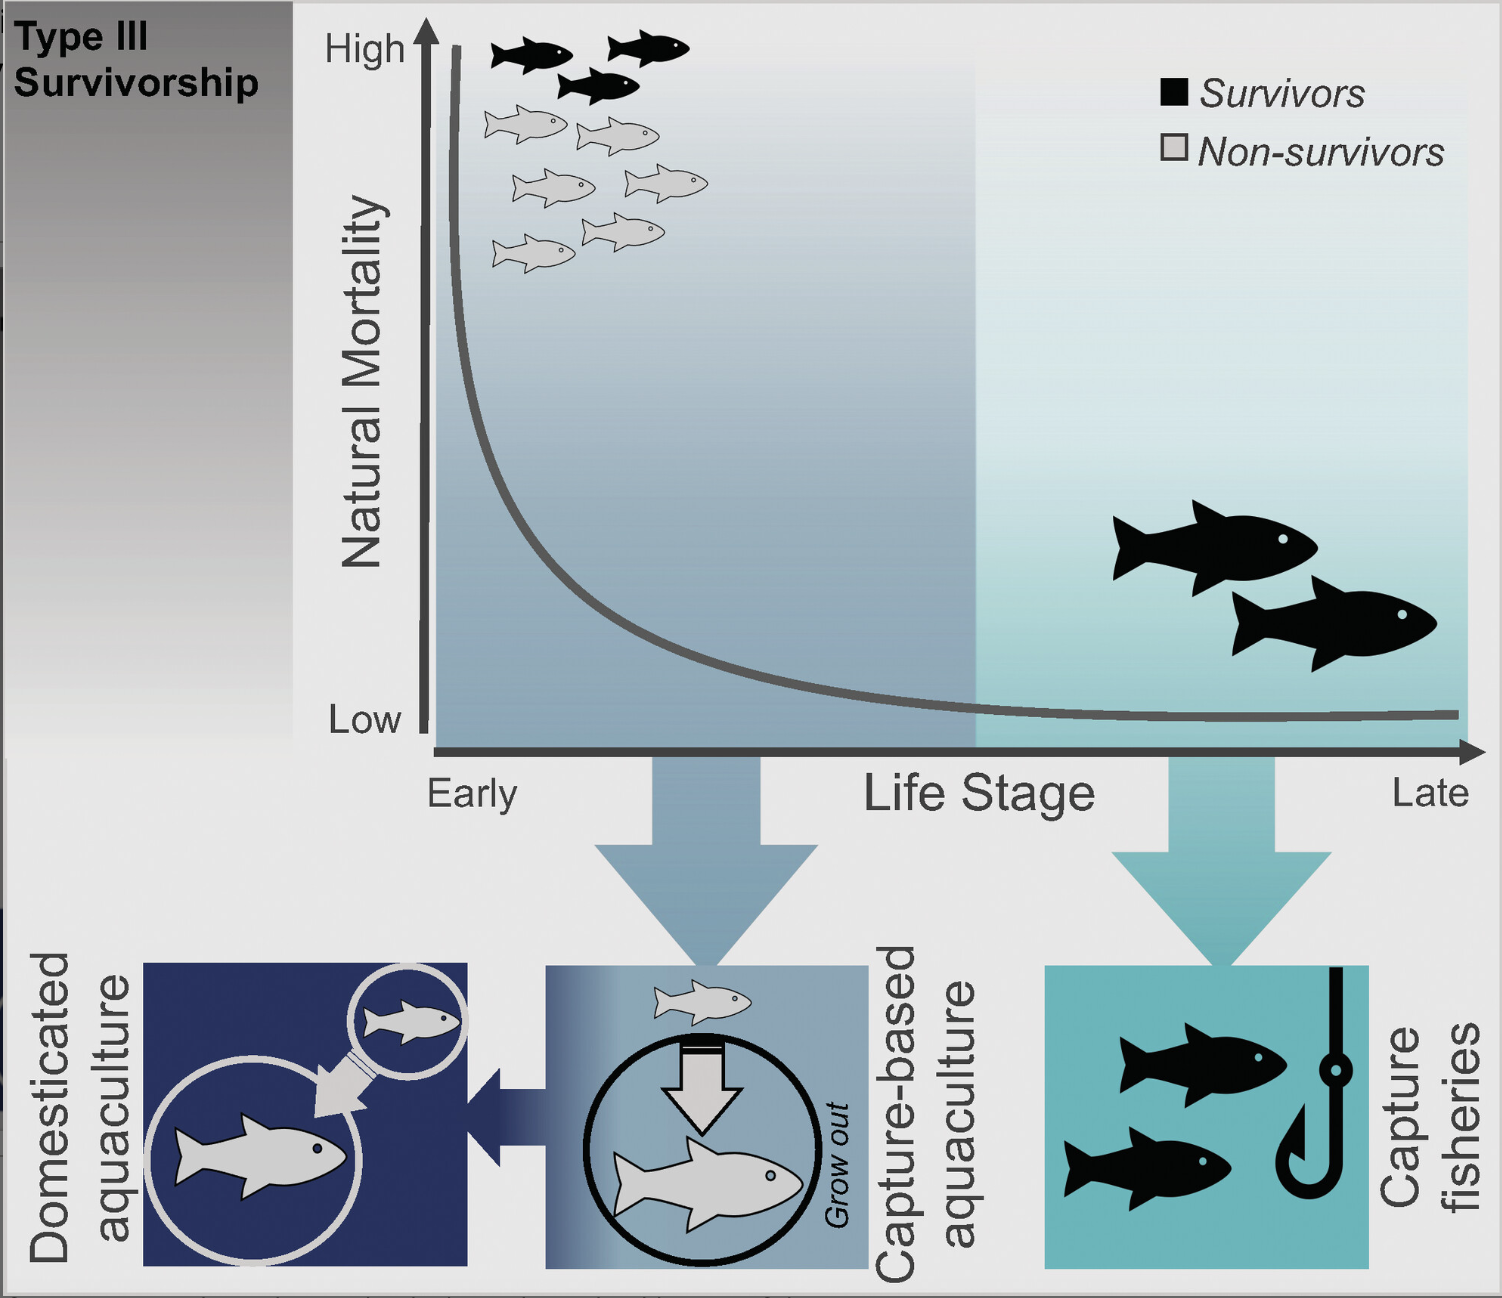 Type III
Survivorship
High
Natural Mortality
Low
Survivors
Non-survivors
Early
Life Stage
Late
Domesticated
aquaculture
Grow out
Capture-based
aquaculture
Capture
fisheries